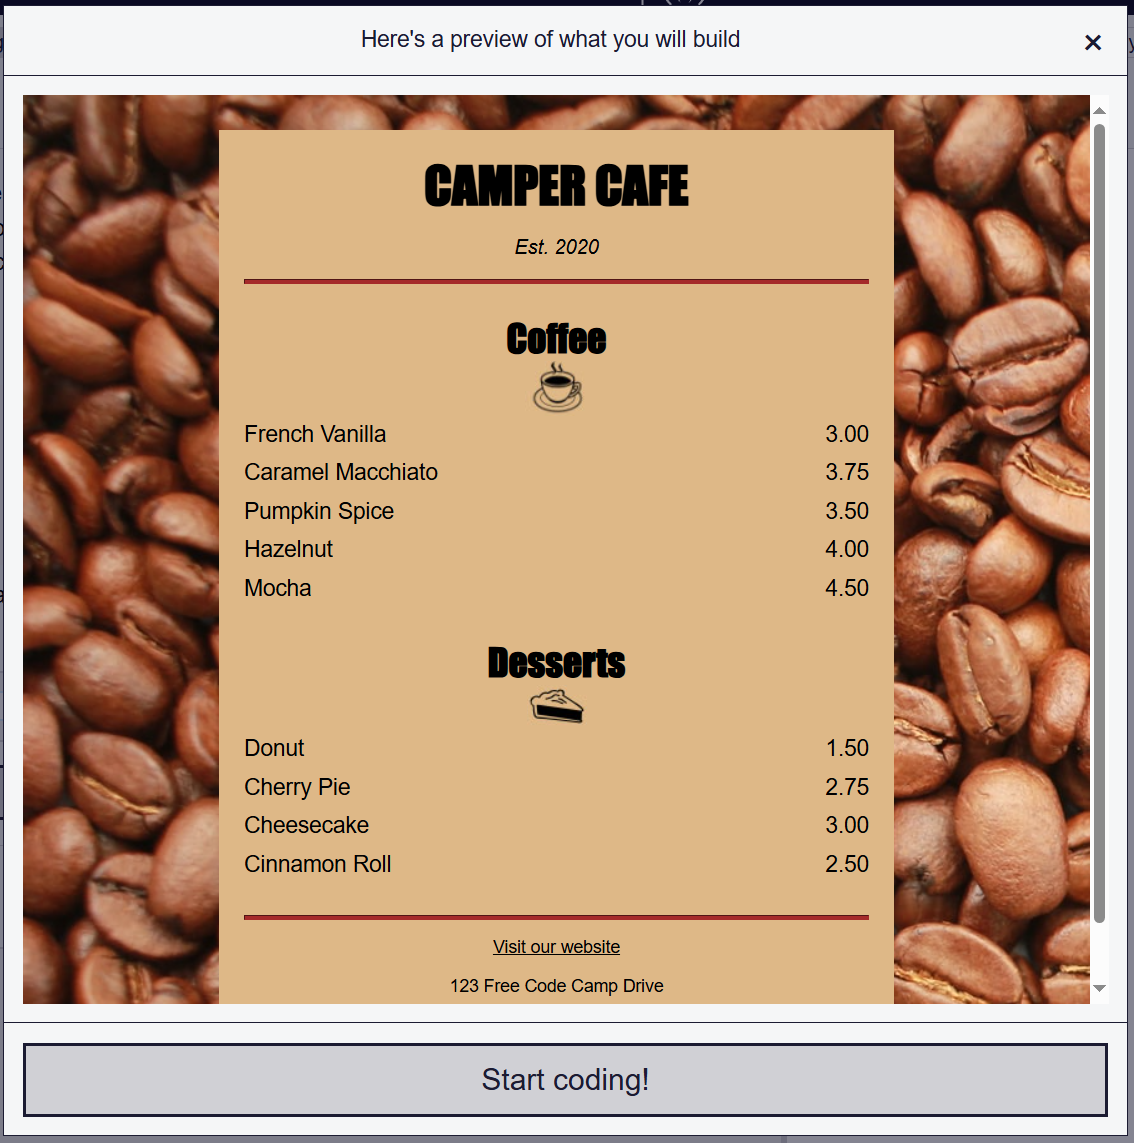 Here's a preview of what you will build
×
CAMPER CAFE
Est. 2020
Coffee
French Vanilla 3.00
Caramel Macchiato 3.75
Pumpkin Spice 3.50
Hazelnut 4.00
Mocha 4.50
Desserts
Donut 1.50
Cherry Pie 2.75
Cheesecake 3.00
Cinnamon Roll 2.50
Visit our website
123 Free Code Camp Drive
Start coding!